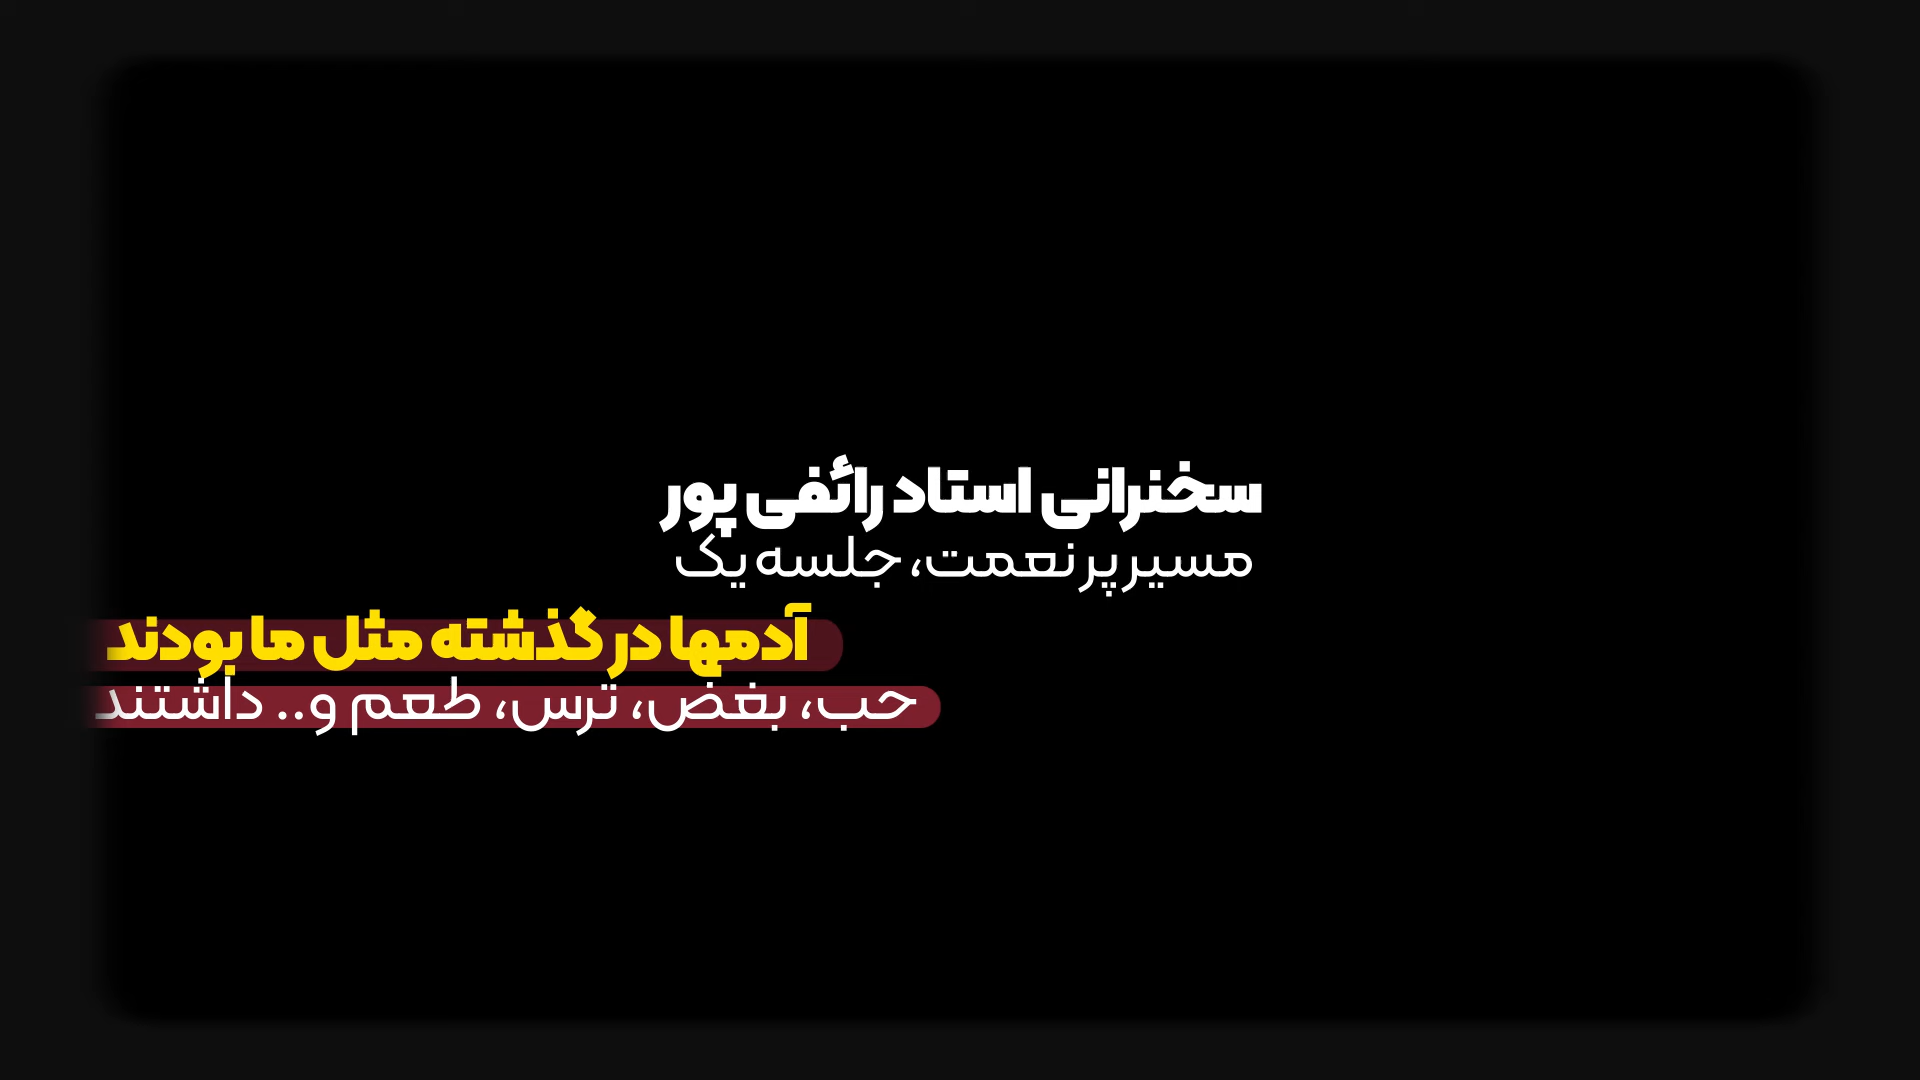 سخنرانی استاد رائفی پور
مسیر پر نعمت، جلسه یک
آدمها در گذشته مثل ما بودند
حب، بغض، ترس، طعم و.. داشتند